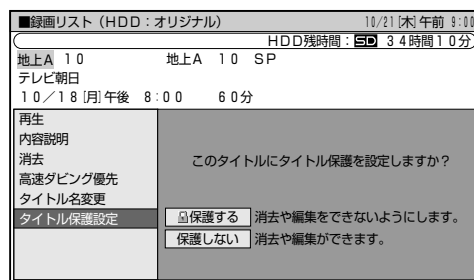 ■録画リスト（HDD：オリジナル） 10/21[木]午前 9:00
HDD残時間：SD 34時間10分
地上A 10 地上A 10 SP
テレビ朝日
10／18[月]午後 8:00 60分
再生
内容説明
消去
高速ダビング優先
タイトル名変更
タイトル保護設定
このタイトルにタイトル保護を設定しますか？
保護する 消去や編集をできないようにします。
保護しない 消去や編集ができます。